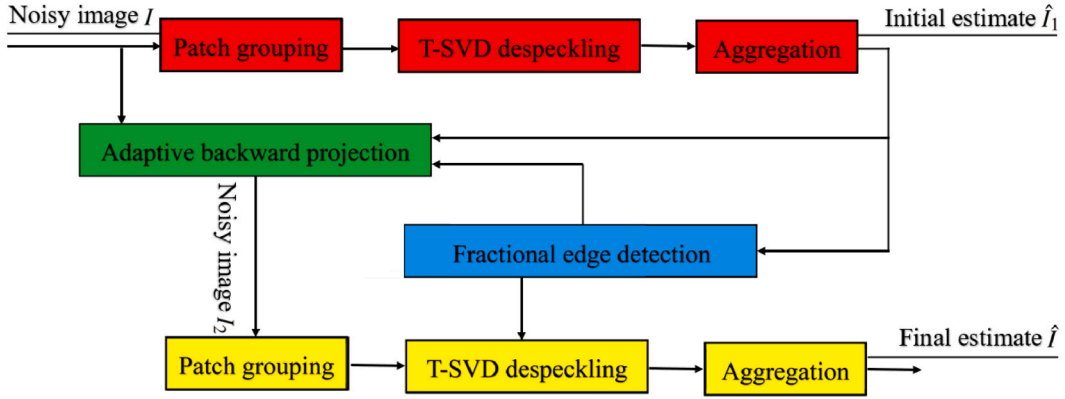 Noisy image I
Initial estimate Î₁
Patch grouping
T-SVD despeckling
Aggregation
Adaptive backward projection
Noisy image I₂
Fractional edge detection
Final estimate Î
Patch grouping
T-SVD despeckling
Aggregation